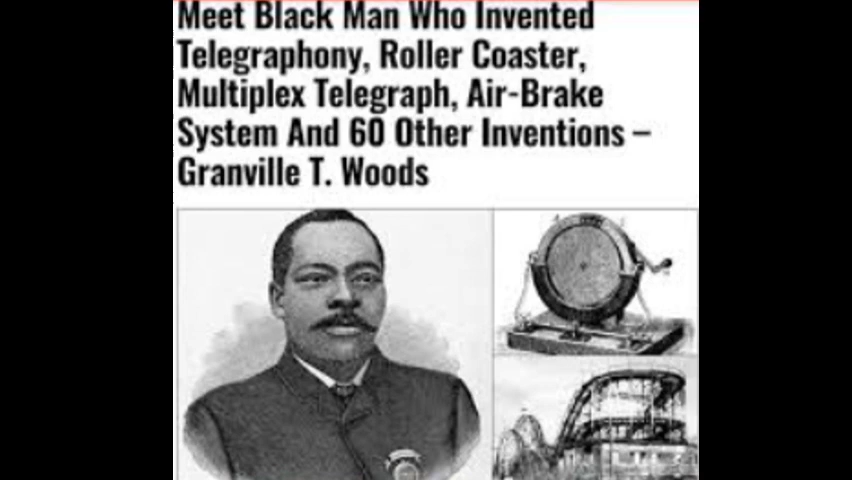 Meet Black Man Who Invented
Telegraphony, Roller Coaster,
Multiplex Telegraph, Air-Brake
System And 60 Other Inventions –
Granville T. Woods